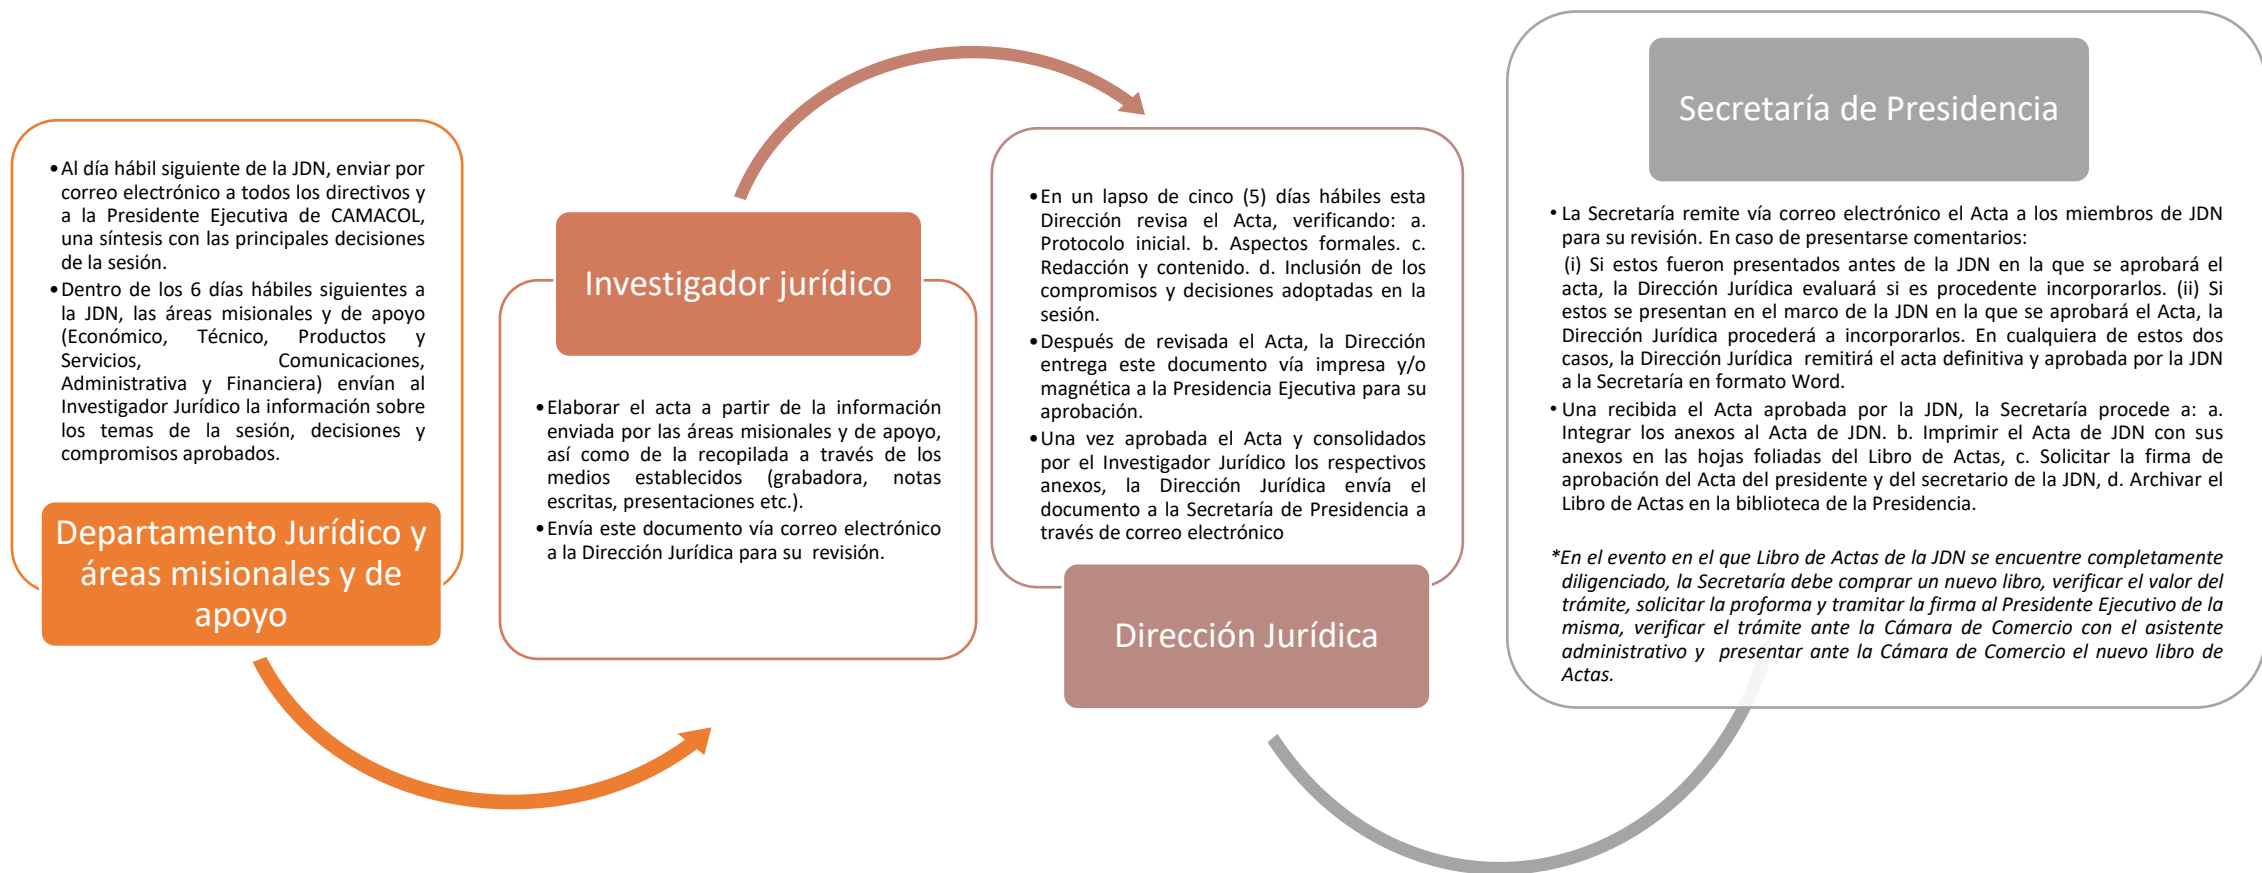 •Al día hábil siguiente de la JDN, enviar por
correo electrónico a todos los directivos y
a la Presidente Ejecutiva de CAMACOL,
una síntesis con las principales decisiones
de la sesión.
•Dentro de los 6 días hábiles siguientes a
la JDN, las áreas misionales y de apoyo
(Económico, Técnico, Productos y
Servicios, Comunicaciones,
Administrativa y Financiera) envían al
Investigador Jurídico la información sobre
los temas de la sesión, decisiones y
compromisos aprobados.
Departamento Jurídico y
áreas misionales y de
apoyo
Investigador jurídico
•Elaborar el acta a partir de la información
enviada por las áreas misionales y de apoyo,
así como de la recopilada a través de los
medios establecidos (grabadora, notas
escritas, presentaciones etc.).
•Envía este documento vía correo electrónico
a la Dirección Jurídica para su revisión.
•En un lapso de cinco (5) días hábiles esta
Dirección revisa el Acta, verificando: a.
Protocolo inicial. b. Aspectos formales. c.
Redacción y contenido. d. Inclusión de los
compromisos y decisiones adoptadas en la
sesión.
•Después de revisada el Acta, la Dirección
entrega este documento vía impresa y/o
magnética a la Presidencia Ejecutiva para su
aprobación.
•Una vez aprobada el Acta y consolidados
por el Investigador Jurídico los respectivos
anexos, la Dirección Jurídica envía el
documento a la Secretaría de Presidencia a
través de correo electrónico
Dirección Jurídica
Secretaría de Presidencia
• La Secretaría remite vía correo electrónico el Acta a los miembros de JDN
para su revisión. En caso de presentarse comentarios:
(i) Si estos fueron presentados antes de la JDN en la que se aprobará el
acta, la Dirección Jurídica evaluará si es procedente incorporarlos. (ii) Si
estos se presentan en el marco de la JDN en la que se aprobará el Acta, la
Dirección Jurídica procederá a incorporarlos. En cualquiera de estos dos
casos, la Dirección Jurídica remitirá el acta definitiva y aprobada por la JDN
a la Secretaría en formato Word.
• Una recibida el Acta aprobada por la JDN, la Secretaría procede a: a.
Integrar los anexos al Acta de JDN. b. Imprimir el Acta de JDN con sus
anexos en las hojas foliadas del Libro de Actas, c. Solicitar la firma de
aprobación del Acta del presidente y del secretario de la JDN, d. Archivar el
Libro de Actas en la biblioteca de la Presidencia.
*En el evento en el que Libro de Actas de la JDN se encuentre completamente
diligenciado, la Secretaría debe comprar un nuevo libro, verificar el valor del
trámite, solicitar la proforma y tramitar la firma al Presidente Ejecutivo de la
misma, verificar el trámite ante la Cámara de Comercio con el asistente
administrativo y presentar ante la Cámara de Comercio el nuevo libro de
Actas.